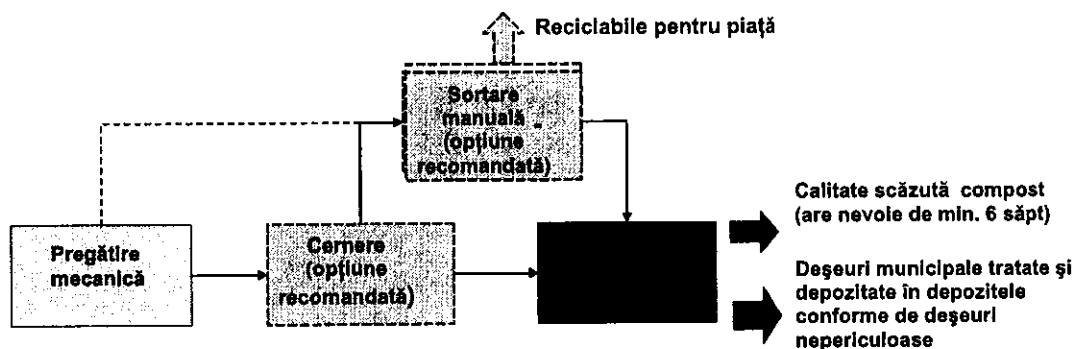 Reciclabile pentru piață
Sortare
manuală
(opțiune
recomandată)
Calitate scăzută compost
(are nevoie de min. 6 săpt)
Pregătire
mecanică
Cernere
(opțiune
recomandată)
Deșeuri municipale tratate și
depozitate în depozitele
conforme de deșeuri
nepericuloase